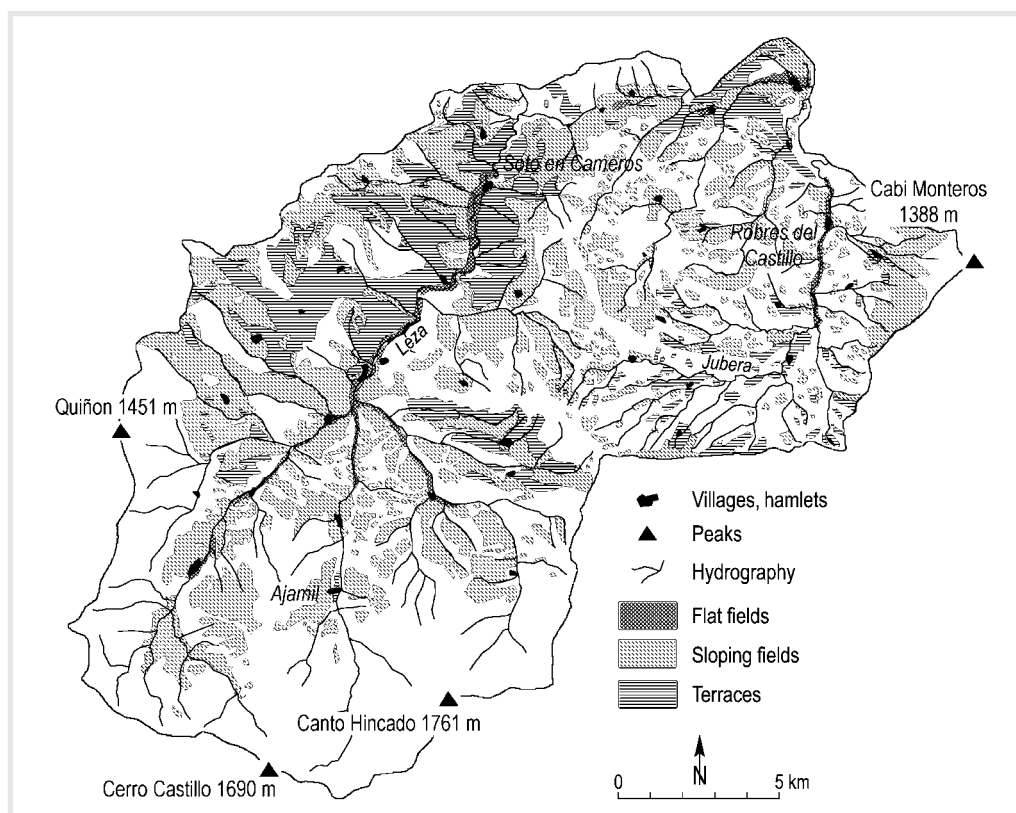 Soto en Cameros
Cabi Monteros
1388 m
Robres del
Castillo
Leza
Jubera
Quiñon 1451 m
Villages, hamlets
Peaks
Hydrography
Ajamil
Flat fields
Sloping fields
Terraces
Canto Hincado 1761 m
N
Cerro Castillo 1690 m
0 5 km